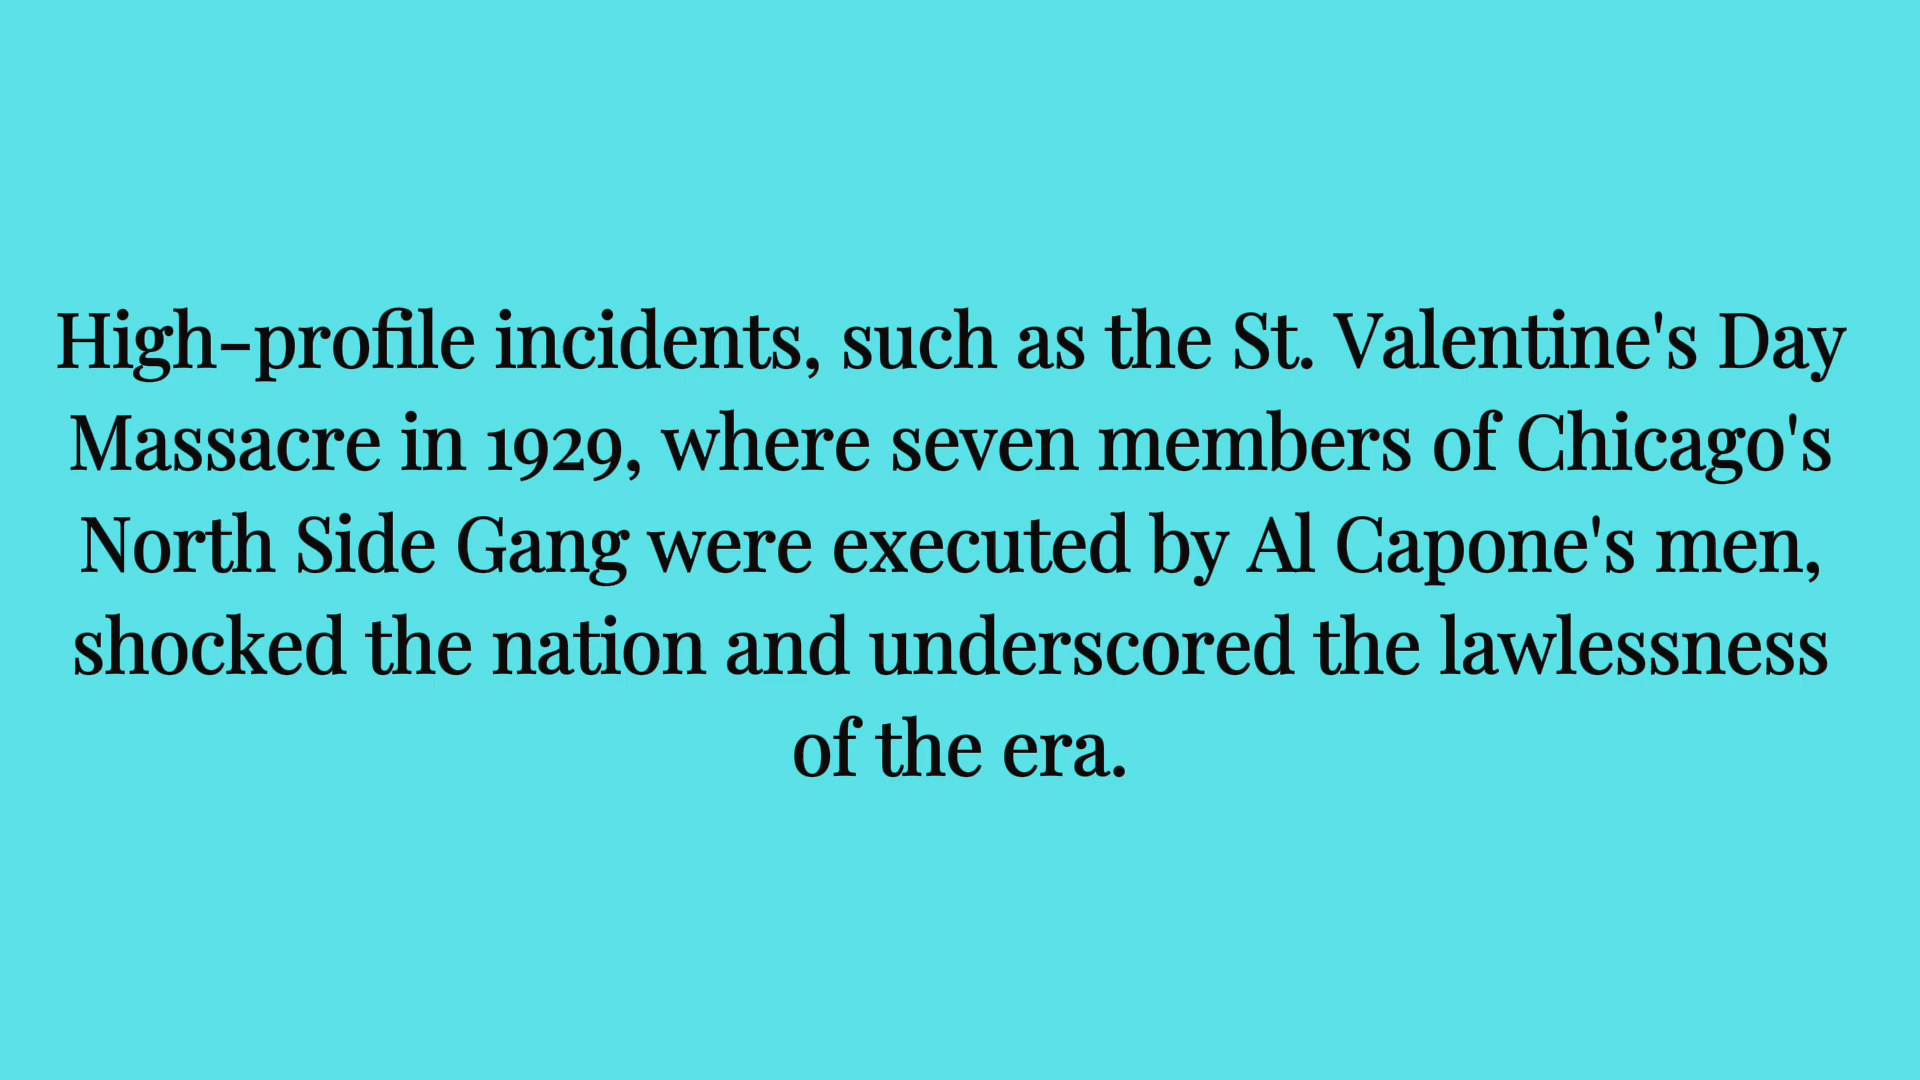 High-profile incidents, such as the St. Valentine's Day
Massacre in 1929, where seven members of Chicago's
North Side Gang were executed by Al Capone's men,
shocked the nation and underscored the lawlessness
of the era.